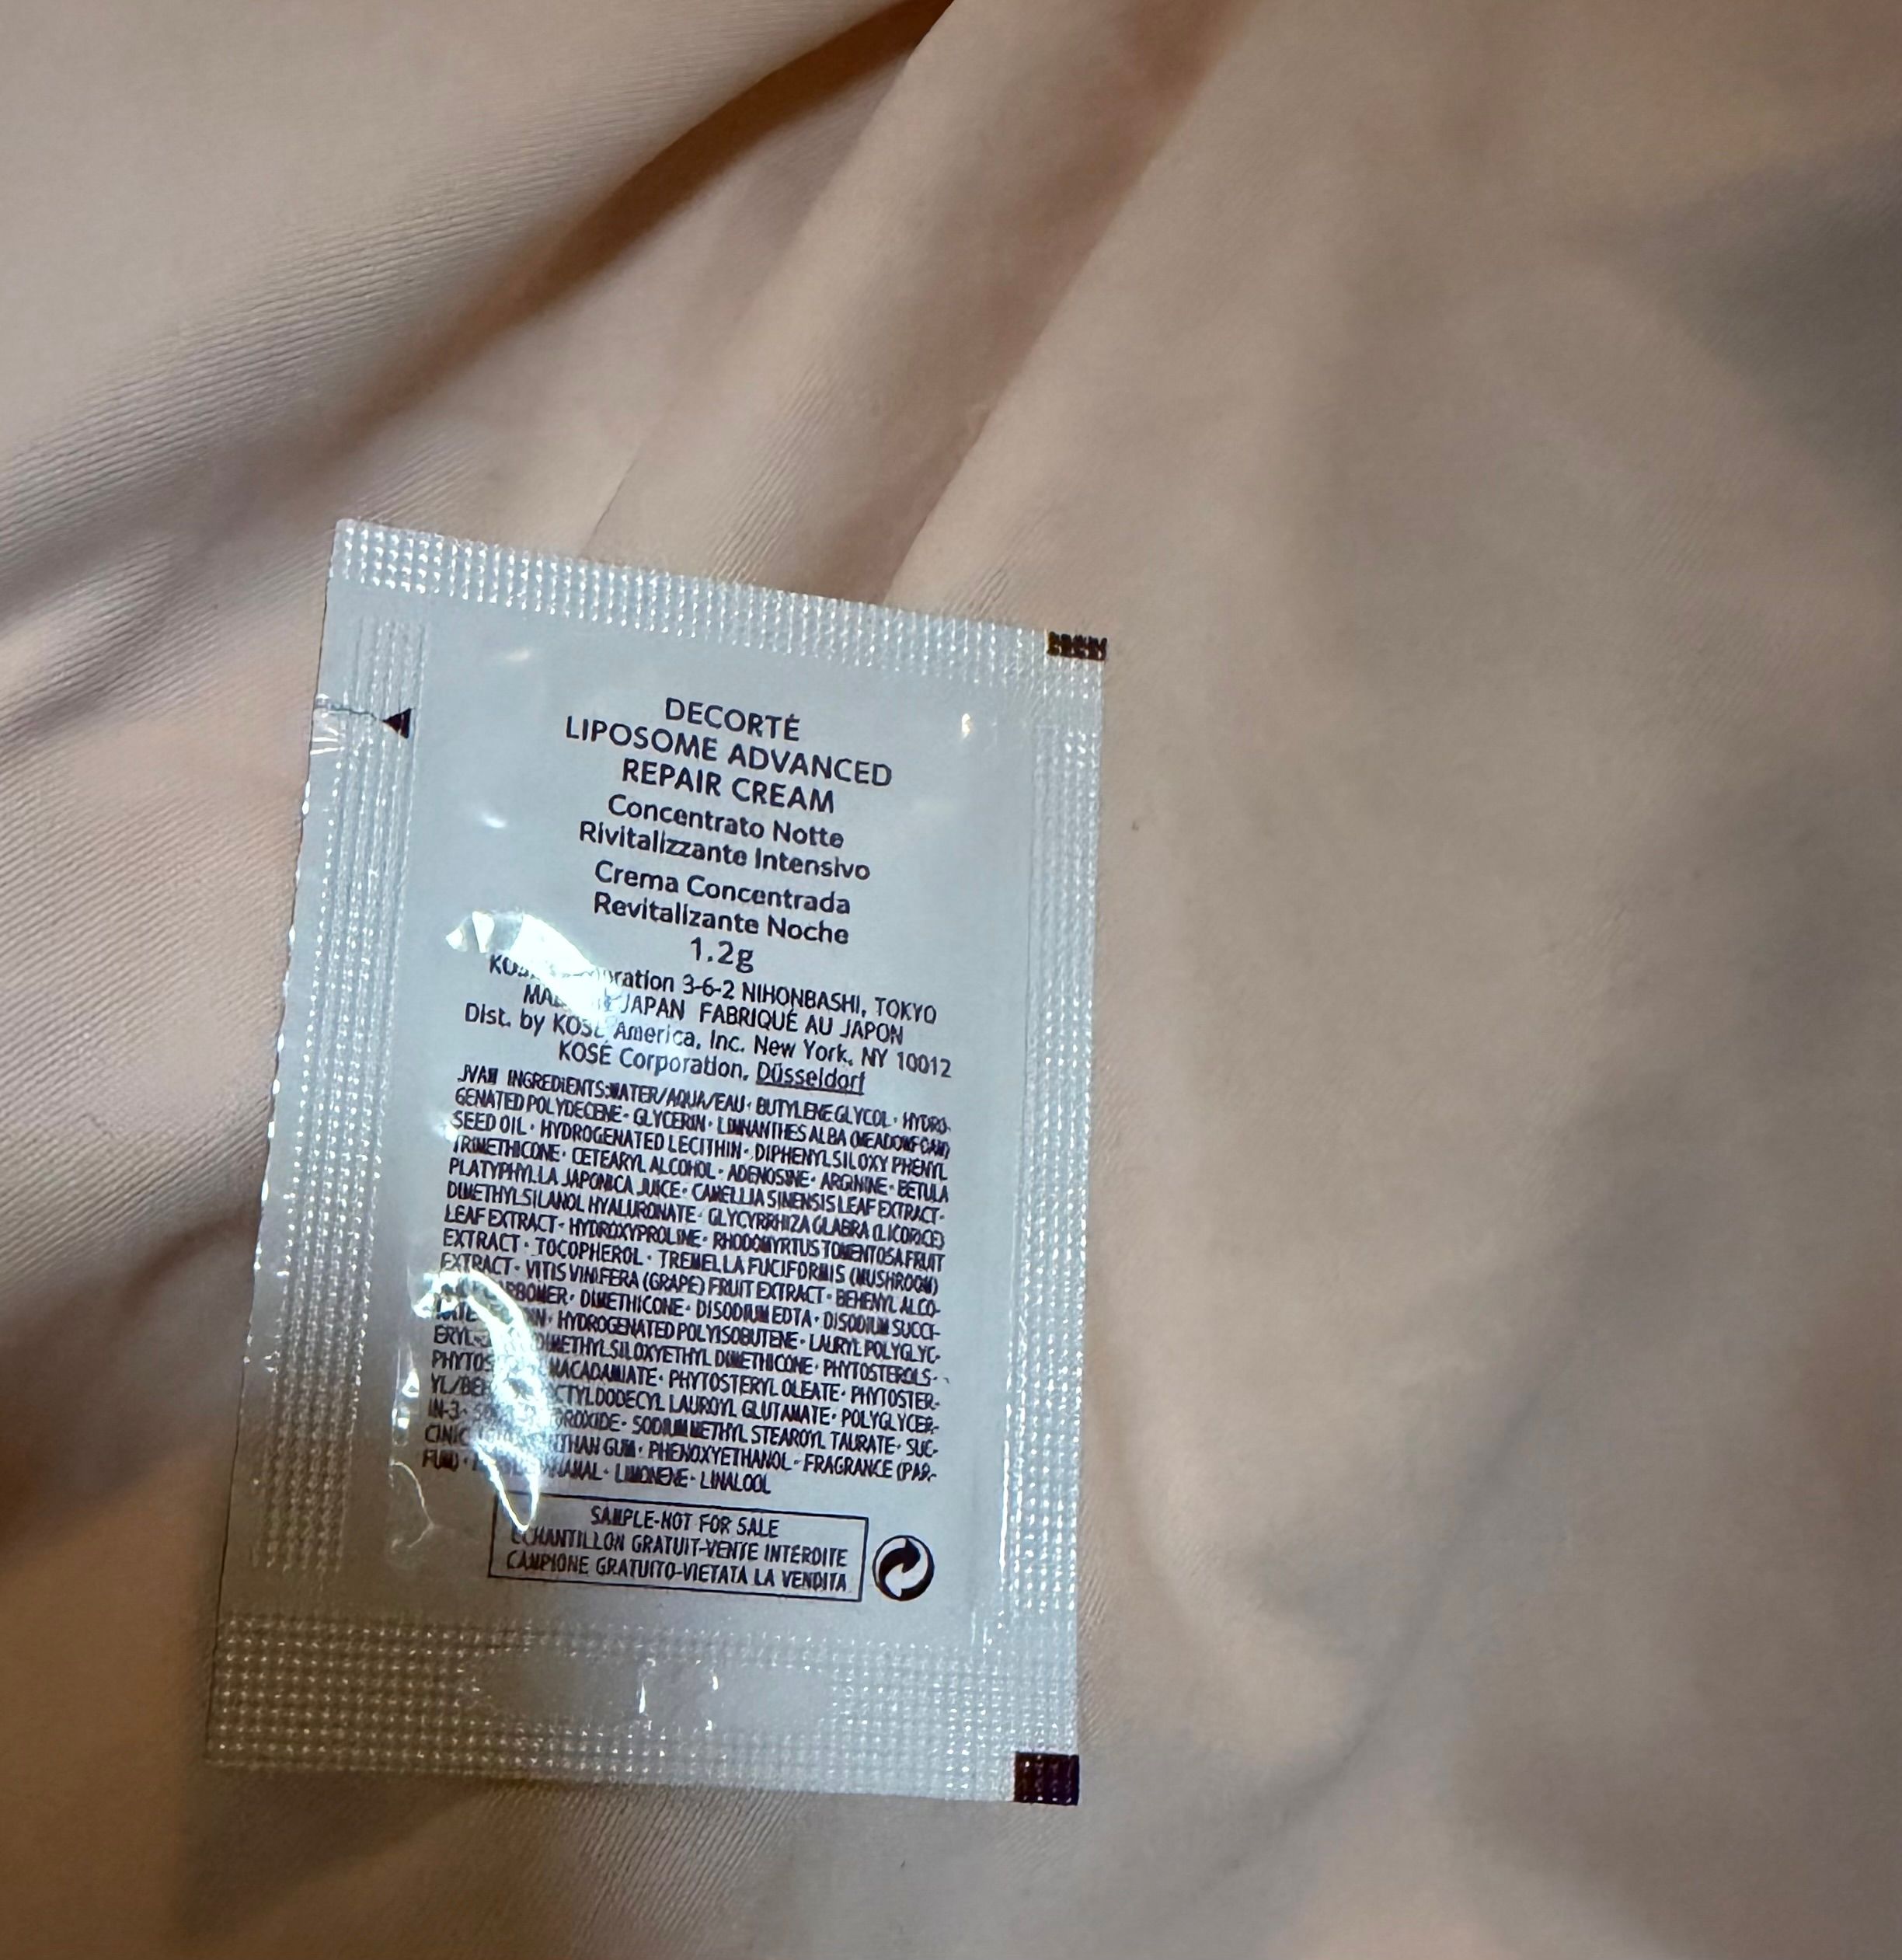 DECORTÉ
LIPOSOME ADVANCED
REPAIR CREAM
Concentrato Notte
Rivitalizzante Intensivo
Crema Concentrada
Revitalizante Noche
1.2g
3-6-2 NIHONBASHI, TOKYO
JAPAN FABRIQUÉ AU JAPON
Dist. by KOSÉ America, Inc. New York, NY 10012
KOSÉ Corporation, Düsseldorf
INGREDIENTS:WATER/AQUA/EAU・BUTYLENE GLYCOL・HYDRO-
GENATED POLYDECENE・GLYCERIN・LIMNANTHES ALBA (MEADOWFOAM)
SEED OIL・HYDROGENATED LECITHIN・DIPHENYLSILOXY PHENYL
TRIMETHICONE・CETEARYL ALCOHOL・ADENOSINE・ARGININE・BETULA
PLATYPHYLLA JAPONICA JUICE・CAMELLIA SINENSIS LEAF EXTRACT・
DIMETHYLSILANOL HYALURONATE・GLYCYRRHIZA GLABRA (LICORICE)
LEAF EXTRACT・HYDROXYPROLINE・RHODOMYRTUS TOMENTOSA FRUIT
EXTRACT・TOCOPHEROL・TREMELLA FUCIFORMIS (MUSHROOM)
EXTRACT・VITIS VINIFERA (GRAPE) FRUIT EXTRACT・BEHENYL ALCO-
DIMETHICONE・DISODIUM EDTA・DISODIUM SUCCI-
HYDROGENATED POLYISOBUTENE・LAURYL POLYGLYC-
DIMETHICONE・PHYTOSTEROLS・
PHYTOSTERYL OLEATE・PHYTOSTER-
LAUROYL GLUTAMATE・POLYGLYCER-
IN-3・SODIUM METHYL STEAROYL TAURATE・SUC-
GUM・PHENOXYETHANOL・FRAGRANCE (PAR-
FUM)・LIMONENE・LINALOOL
SAMPLE-NOT FOR SALE
ÉCHANTILLON GRATUIT-VENTE INTERDITE
CAMPIONE GRATUITO-VIETATA LA VENDITA